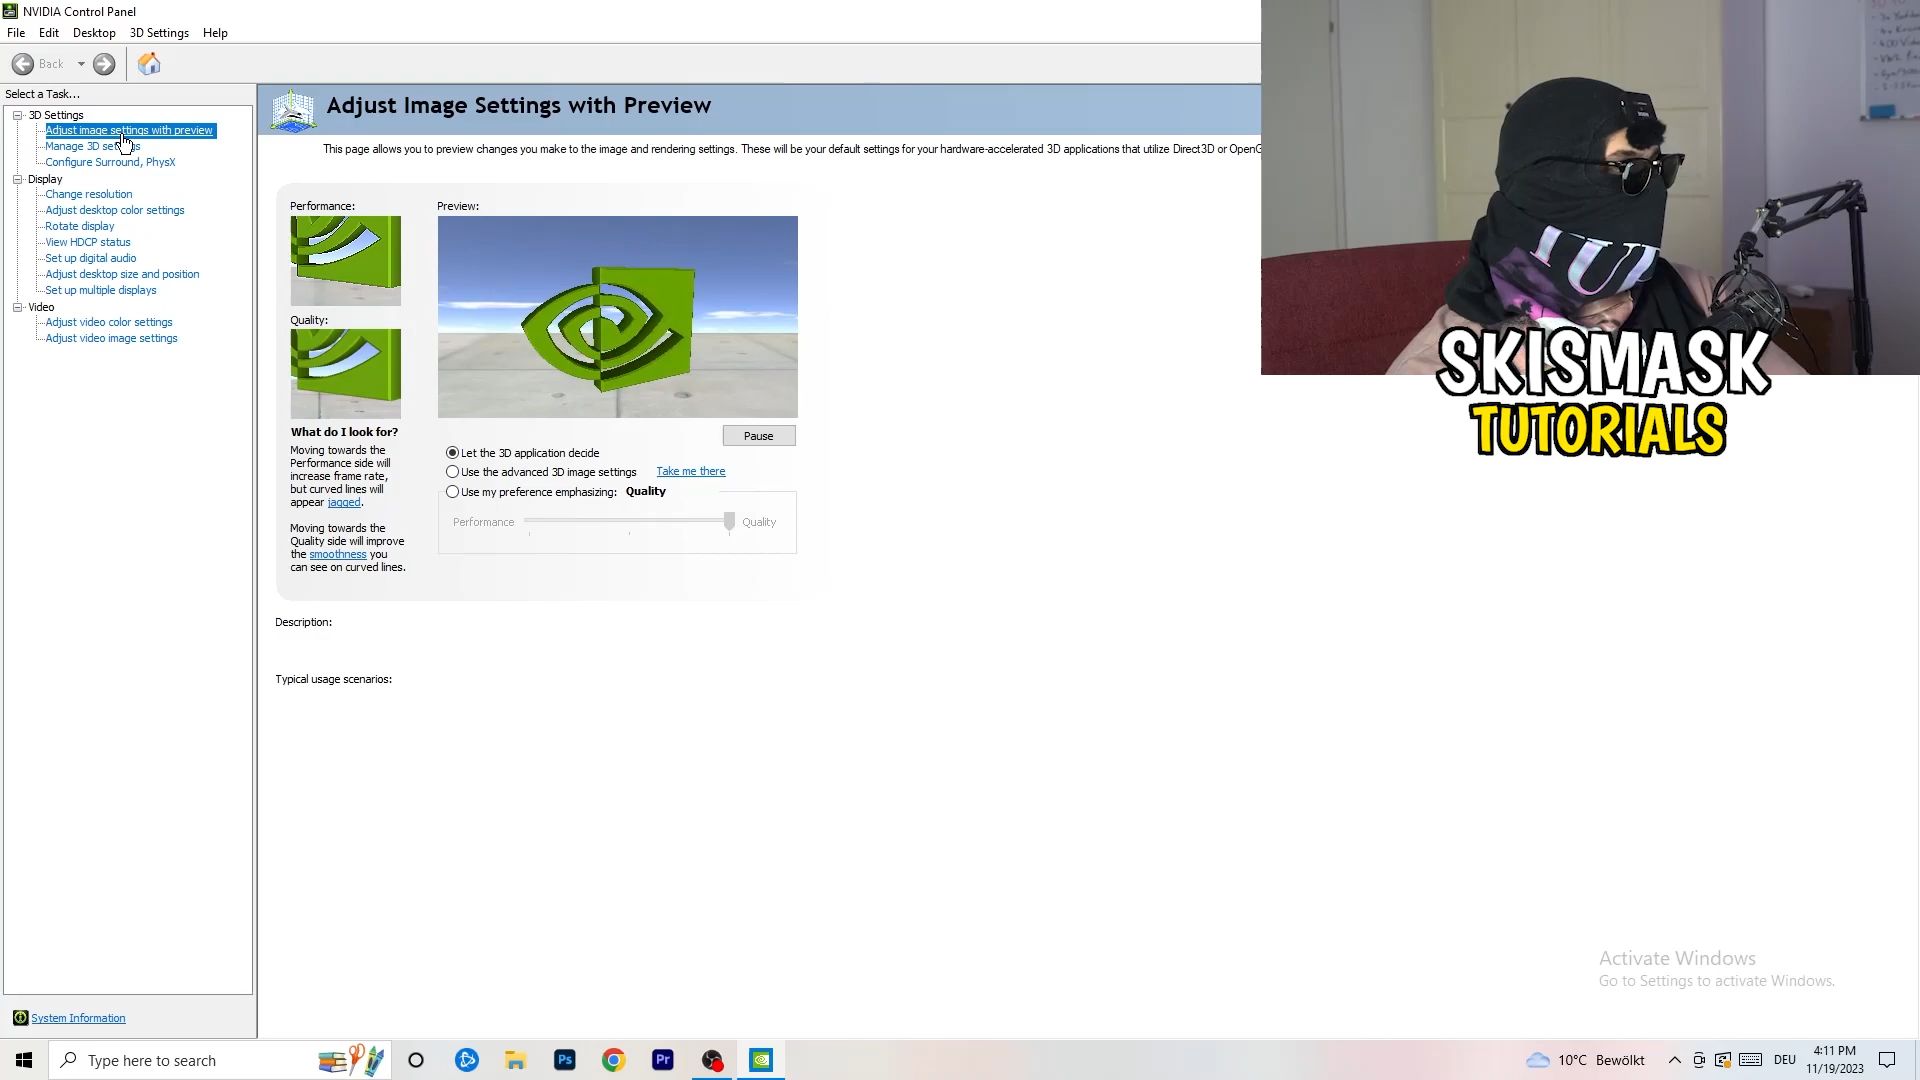 NVIDIA Control Panel
File Edit Desktop 3D Settings Help
Back
Select a Task...
3D Settings
Adjust image settings with preview
Manage 3D
Configure Surround, PhysX
Display
Change resolution
Adjust desktop color settings
Rotate display
View HDCP status
Set up digital audio
Adjust desktop size and position
Set up multiple displays
Video
Adjust video color settings
Adjust video image settings
System Information
Adjust Image Settings with Preview
This page allows you to preview changes you make to the image and rendering settings. These will be your default settings for your hardware-accelerated 3D applications that utilize Direct3D or
Performance:
Quality:
What do I look for?
Moving towards the
Performance side will
increase frame rate,
but curved lines will
appear jagged.
Moving towards the
Quality side will improve
the smoothness you
can see on curved lines.
Preview:
Pause
Let the 3D application decide
Use the advanced 3D image settings Take me there
Use my preference emphasizing: Quality
Performance Quality
Description:
Typical usage scenarios:
SKISMASK
TUTORIALS
Activate Windows
Go to Settings to activate Windows.
Type here to search
Ps
Pr
10°C Bewölkt
DEU
4:11 PM
11/19/2023